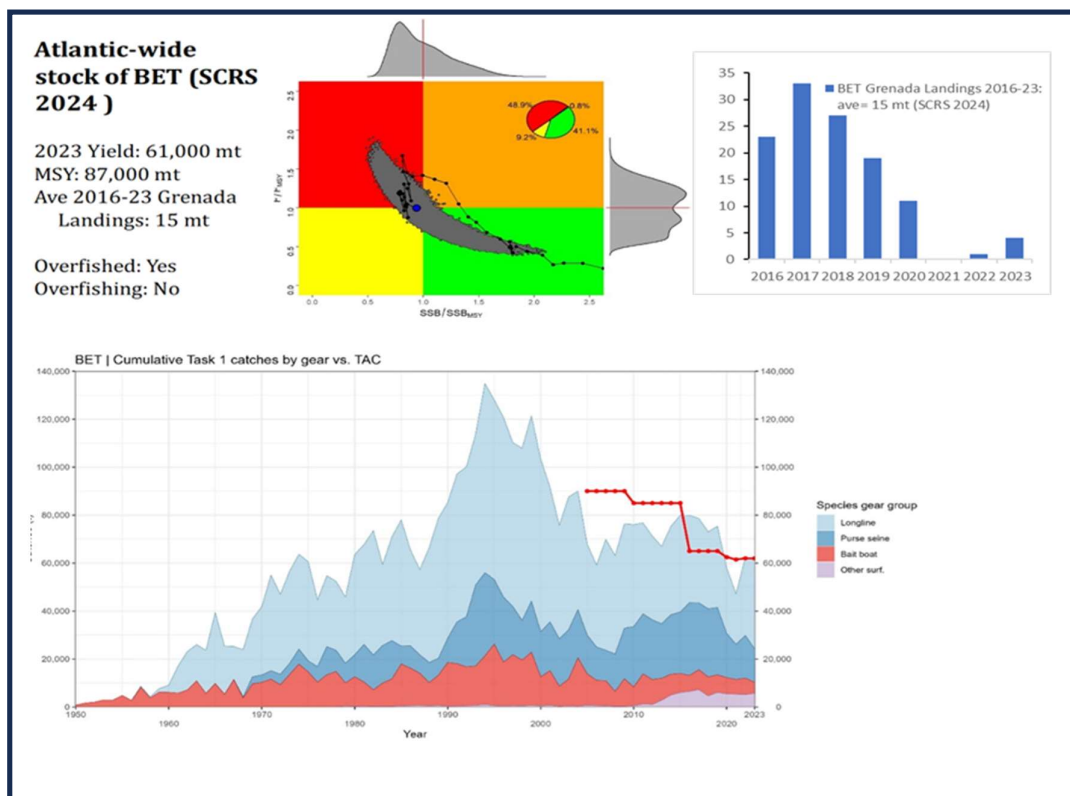 Atlantic-wide
stock of BET (SCRS
2024 )
2023 Yield: 61,000 mt
MSY: 87,000 mt
Ave 2016-23 Grenada
Landings: 15 mt
Overfished: Yes
Overfishing: No
48.9%
0.8%
9.2%
41.1%
2.5
2.0
1.5
1.0
0.5
0.0
F/FMSY
0.0 0.5 1.0 1.5 2.0 2.5
SSB/SSBMSY
35
30
25
20
15
10
5
0
BET Grenada Landings 2016-23:
ave= 15 mt (SCRS 2024)
2016 2017 2018 2019 2020 2021 2022 2023
BET | Cumulative Task 1 catches by gear vs. TAC
140,000 140,000
120,000 120,000
100,000 100,000
80,000 80,000
60,000 60,000
40,000 40,000
20,000 20,000
0 0
1950 1960 1970 1980 1990 2000 2010 2020 2023
Year
Species gear group
Longline
Purse seine
Bait boat
Other surf.